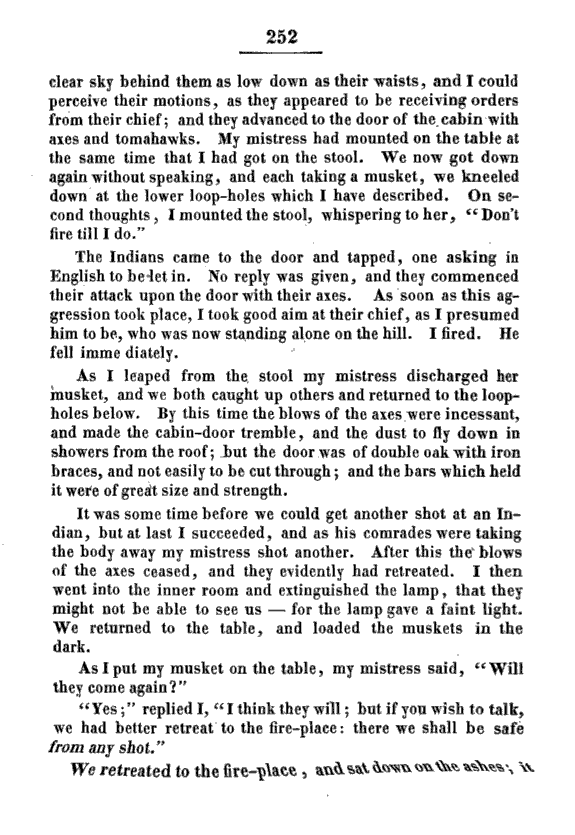 252
clear sky behind them as low down as their waists, and I could
perceive their motions, as they appeared to be receiving orders
from their chief; and they advanced to the door of the cabin with
axes and tomahawks. My mistress had mounted on the table at
the same time that I had got on the stool. We now got down
again without speaking, and each taking a musket, we kneeled
down at the lower loop-holes which I have described. On se-
cond thoughts, I mounted the stool, whispering to her, “Don't
fire till I do.”
The Indians came to the door and tapped, one asking in
English to be let in. No reply was given, and they commenced
their attack upon the door with their axes. As soon as this ag-
gression took place, I took good aim at their chief, as I presumed
him to be, who was now standing alone on the hill. I fired. He
fell imme diately.
As I leaped from the stool my mistress discharged her
musket, and we both caught up others and returned to the loop-
holes below. By this time the blows of the axes were incessant,
and made the cabin-door tremble, and the dust to fly down in
showers from the roof; but the door was of double oak with iron
braces, and not easily to be cut through; and the bars which held
it were of great size and strength.
It was some time before we could get another shot at an In-
dian, but at last I succeeded, and as his comrades were taking
the body away my mistress shot another. After this the blows
of the axes ceased, and they evidently had retreated. I then
went into the inner room and extinguished the lamp, that they
might not be able to see us — for the lamp gave a faint light.
We returned to the table, and loaded the muskets in the
dark.
As I put my musket on the table, my mistress said, “Will
they come again?”
“Yes;” replied I, “I think they will; but if you wish to talk,
we had better retreat to the fire-place: there we shall be safe
from any shot.”
We retreated to the fire-place, and sat down on the ashes; it